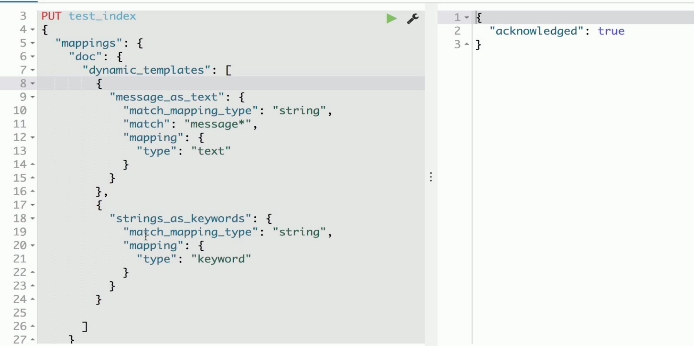 3 PUT test_index
4 {
5 "mappings": {
6 "doc": {
7 "dynamic_templates": [
8 {
9 "message_as_text": {
10 "match_mapping_type": "string",
11 "match": "message*",
12 "mapping": {
13 "type": "text"
14 }
15 }
16 },
17 {
18 "strings_as_keywords": {
19 "match_mapping_type": "string",
20 "mapping": {
21 "type": "keyword"
22 }
23 }
24 }
25
26 ]
27 }
1 {
2 "acknowledged": true
3 }